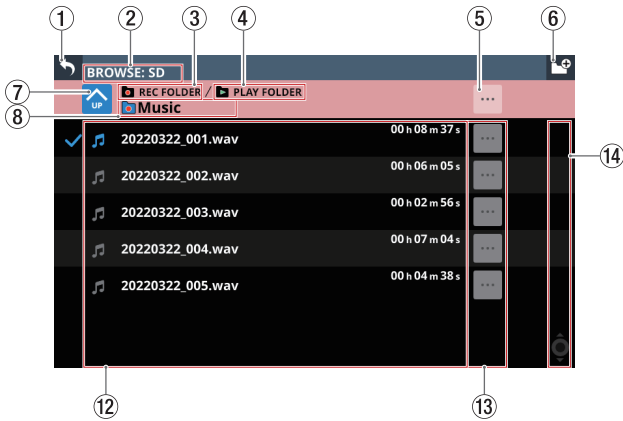 ① ② ③ ④ ⑤ ⑥
BROWSE: SD
⑦ UP REC FOLDER / PLAY FOLDER ...
⑧ Music
20220322_001.wav 00 h 08 m 37 s ...
⑭
20220322_002.wav 00 h 06 m 05 s ...
20220322_003.wav 00 h 02 m 56 s ...
20220322_004.wav 00 h 07 m 04 s ...
20220322_005.wav 00 h 04 m 38 s ...
⑫ ⑬